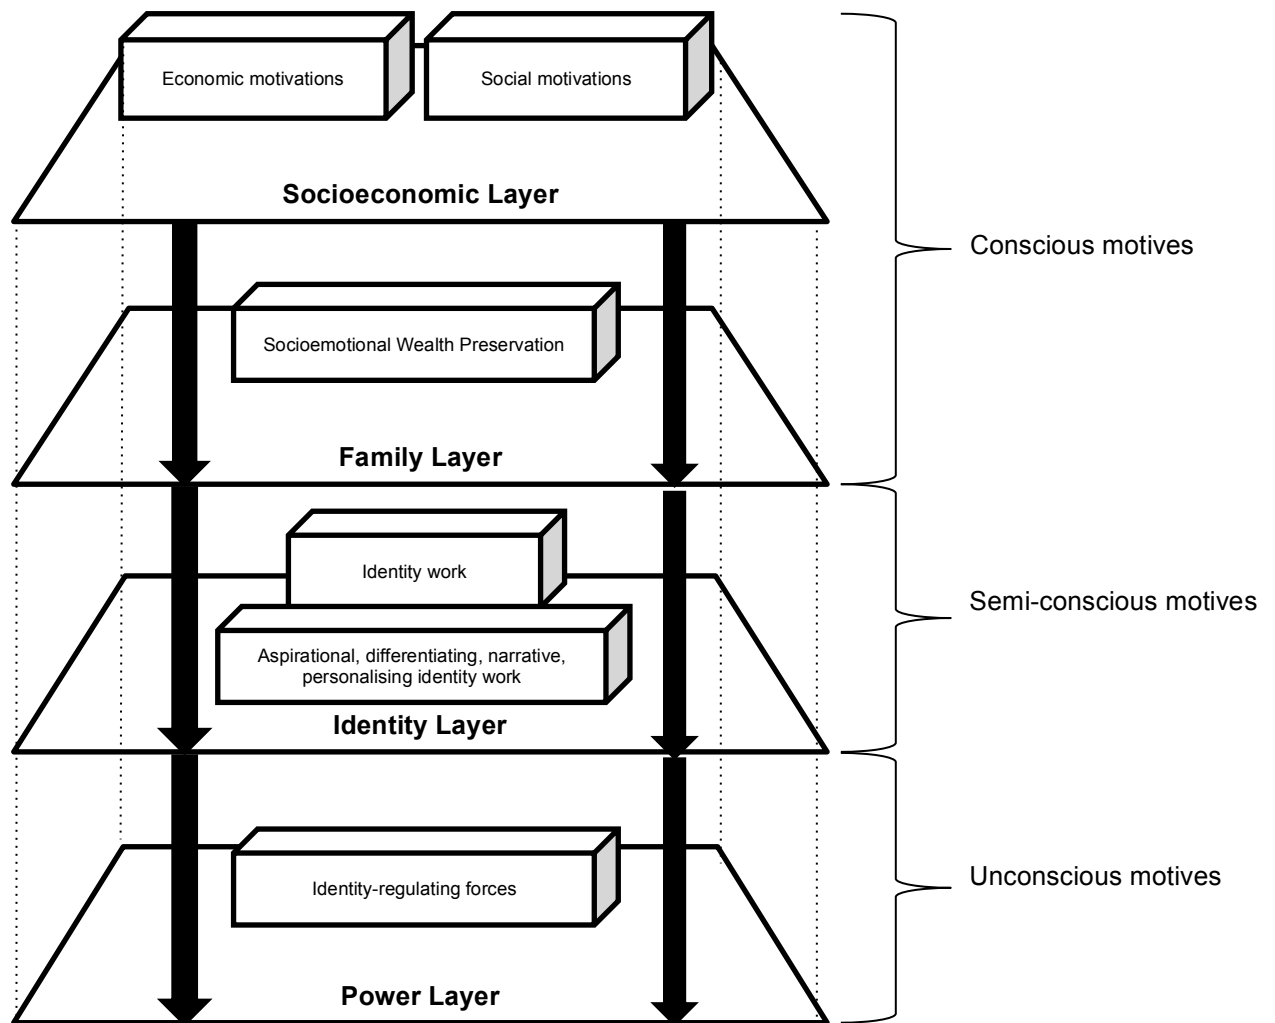 Economic motivations
Social motivations
Socioeconomic Layer
Conscious motives
Socioemotional Wealth Preservation
Family Layer
Identity work
Semi-conscious motives
Aspirational, differentiating, narrative,
personalising identity work
Identity Layer
Identity-regulating forces
Unconscious motives
Power Layer